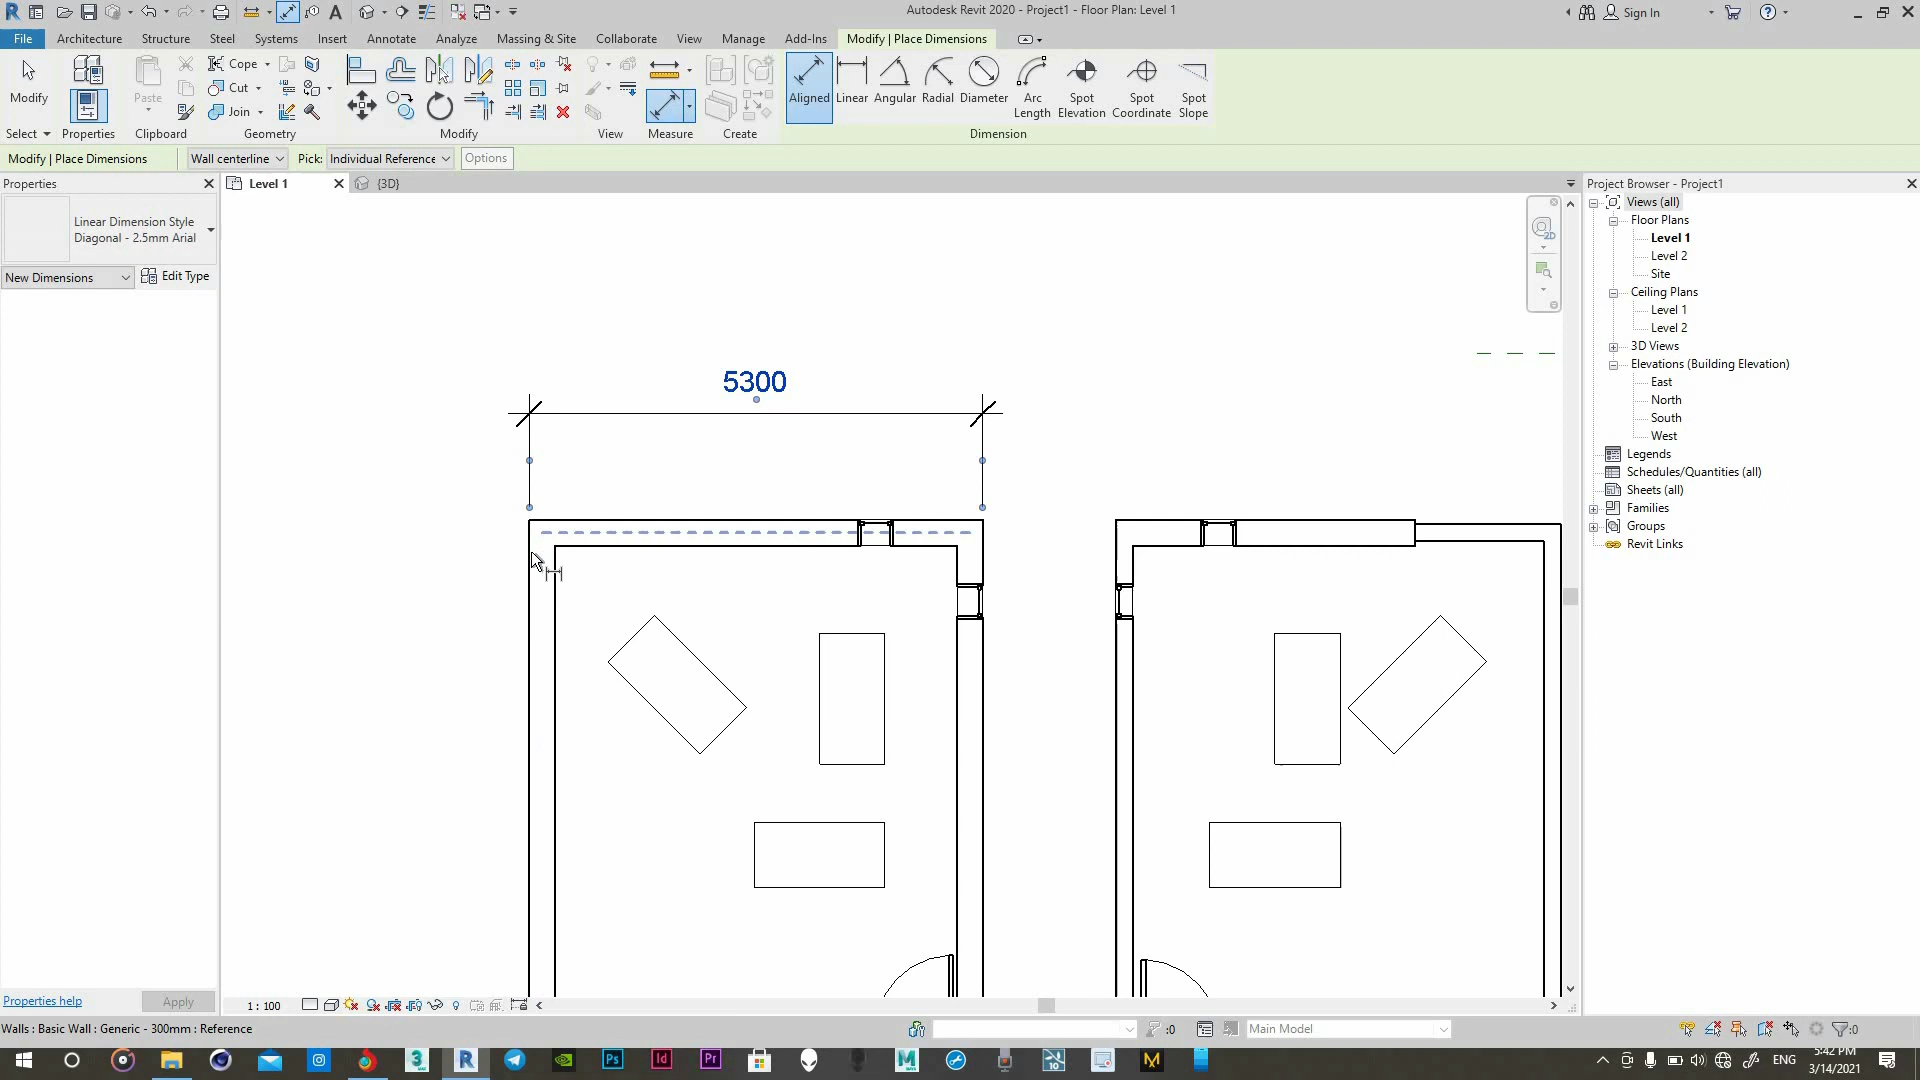 Autodesk Revit 2020 - Project1 - Floor Plan: Level 1
Sign In
File Architecture Structure Steel Systems Insert Annotate Analyze Massing & Site Collaborate View Manage Add-Ins Modify | Place Dimensions
Modify
Paste
Cope
Cut
Join
Aligned Linear Angular Radial Diameter Arc Length Spot Elevation Spot Coordinate Spot Slope
Select Properties Clipboard Geometry Modify View Measure Create Dimension
Modify | Place Dimensions Wall centerline Pick: Individual Reference Options
Properties
Level 1
{3D}
Project Browser - Project1
Linear Dimension Style
Diagonal - 2.5mm Arial
New Dimensions Edit Type
2D
Views (all)
Floor Plans
Level 1
Level 2
Site
Ceiling Plans
Level 1
Level 2
3D Views
Elevations (Building Elevation)
East
North
South
West
Legends
Schedules/Quantities (all)
Sheets (all)
Families
Groups
Revit Links
5300
Properties help Apply
1 : 100
Walls : Basic Wall : Generic - 300mm : Reference
:0
Main Model
:0
Ps Id Pr
ENG
5:42 PM
3/14/2021